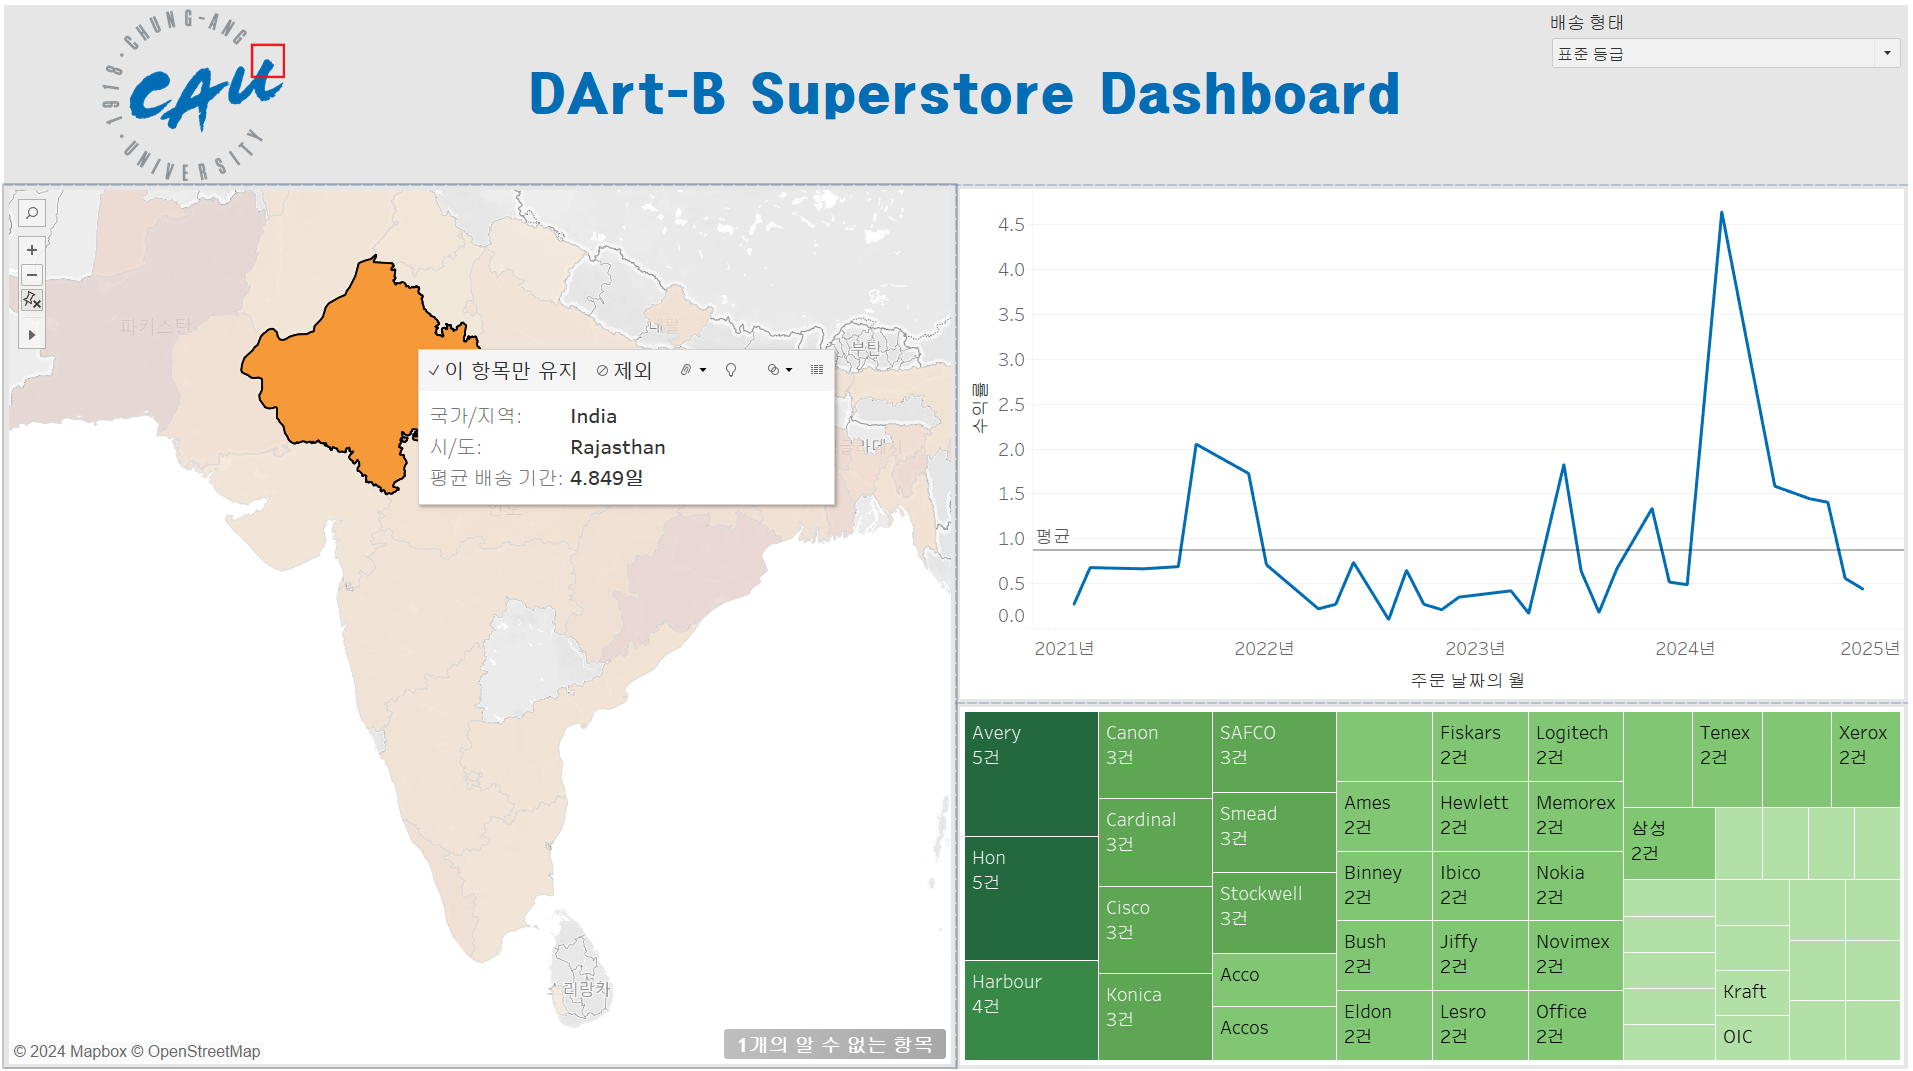 1918 · CHUNG-ANG · UNIVERSITY
CAU
DArt-B Superstore Dashboard
배송 형태
표준 등급
파키스탄
네팔
부탄
✓ 이 항목만 유지
제외
국가/지역: India
시/도: Rajasthan
평균 배송 기간: 4.849일
인도
스리랑카
© 2024 Mapbox © OpenStreetMap
1개의 알 수 없는 항목
수익률
4.5
4.0
3.5
3.0
2.5
2.0
1.5
1.0
0.5
0.0
평균
2021년
2022년
2023년
2024년
2025년
주문 날짜의 월
Avery
5건
Hon
5건
Harbour
4건
Canon
3건
Cardinal
3건
Cisco
3건
Konica
3건
SAFCO
3건
Smead
3건
Stockwell
3건
Acco
Accos
Ames
2건
Binney
2건
Bush
2건
Eldon
2건
Fiskars
2건
Hewlett
2건
Ibico
2건
Jiffy
2건
Lesro
2건
Logitech
2건
Memorex
2건
Nokia
2건
Novimex
2건
Office
2건
Tenex
2건
Xerox
2건
삼성
2건
Kraft
OIC